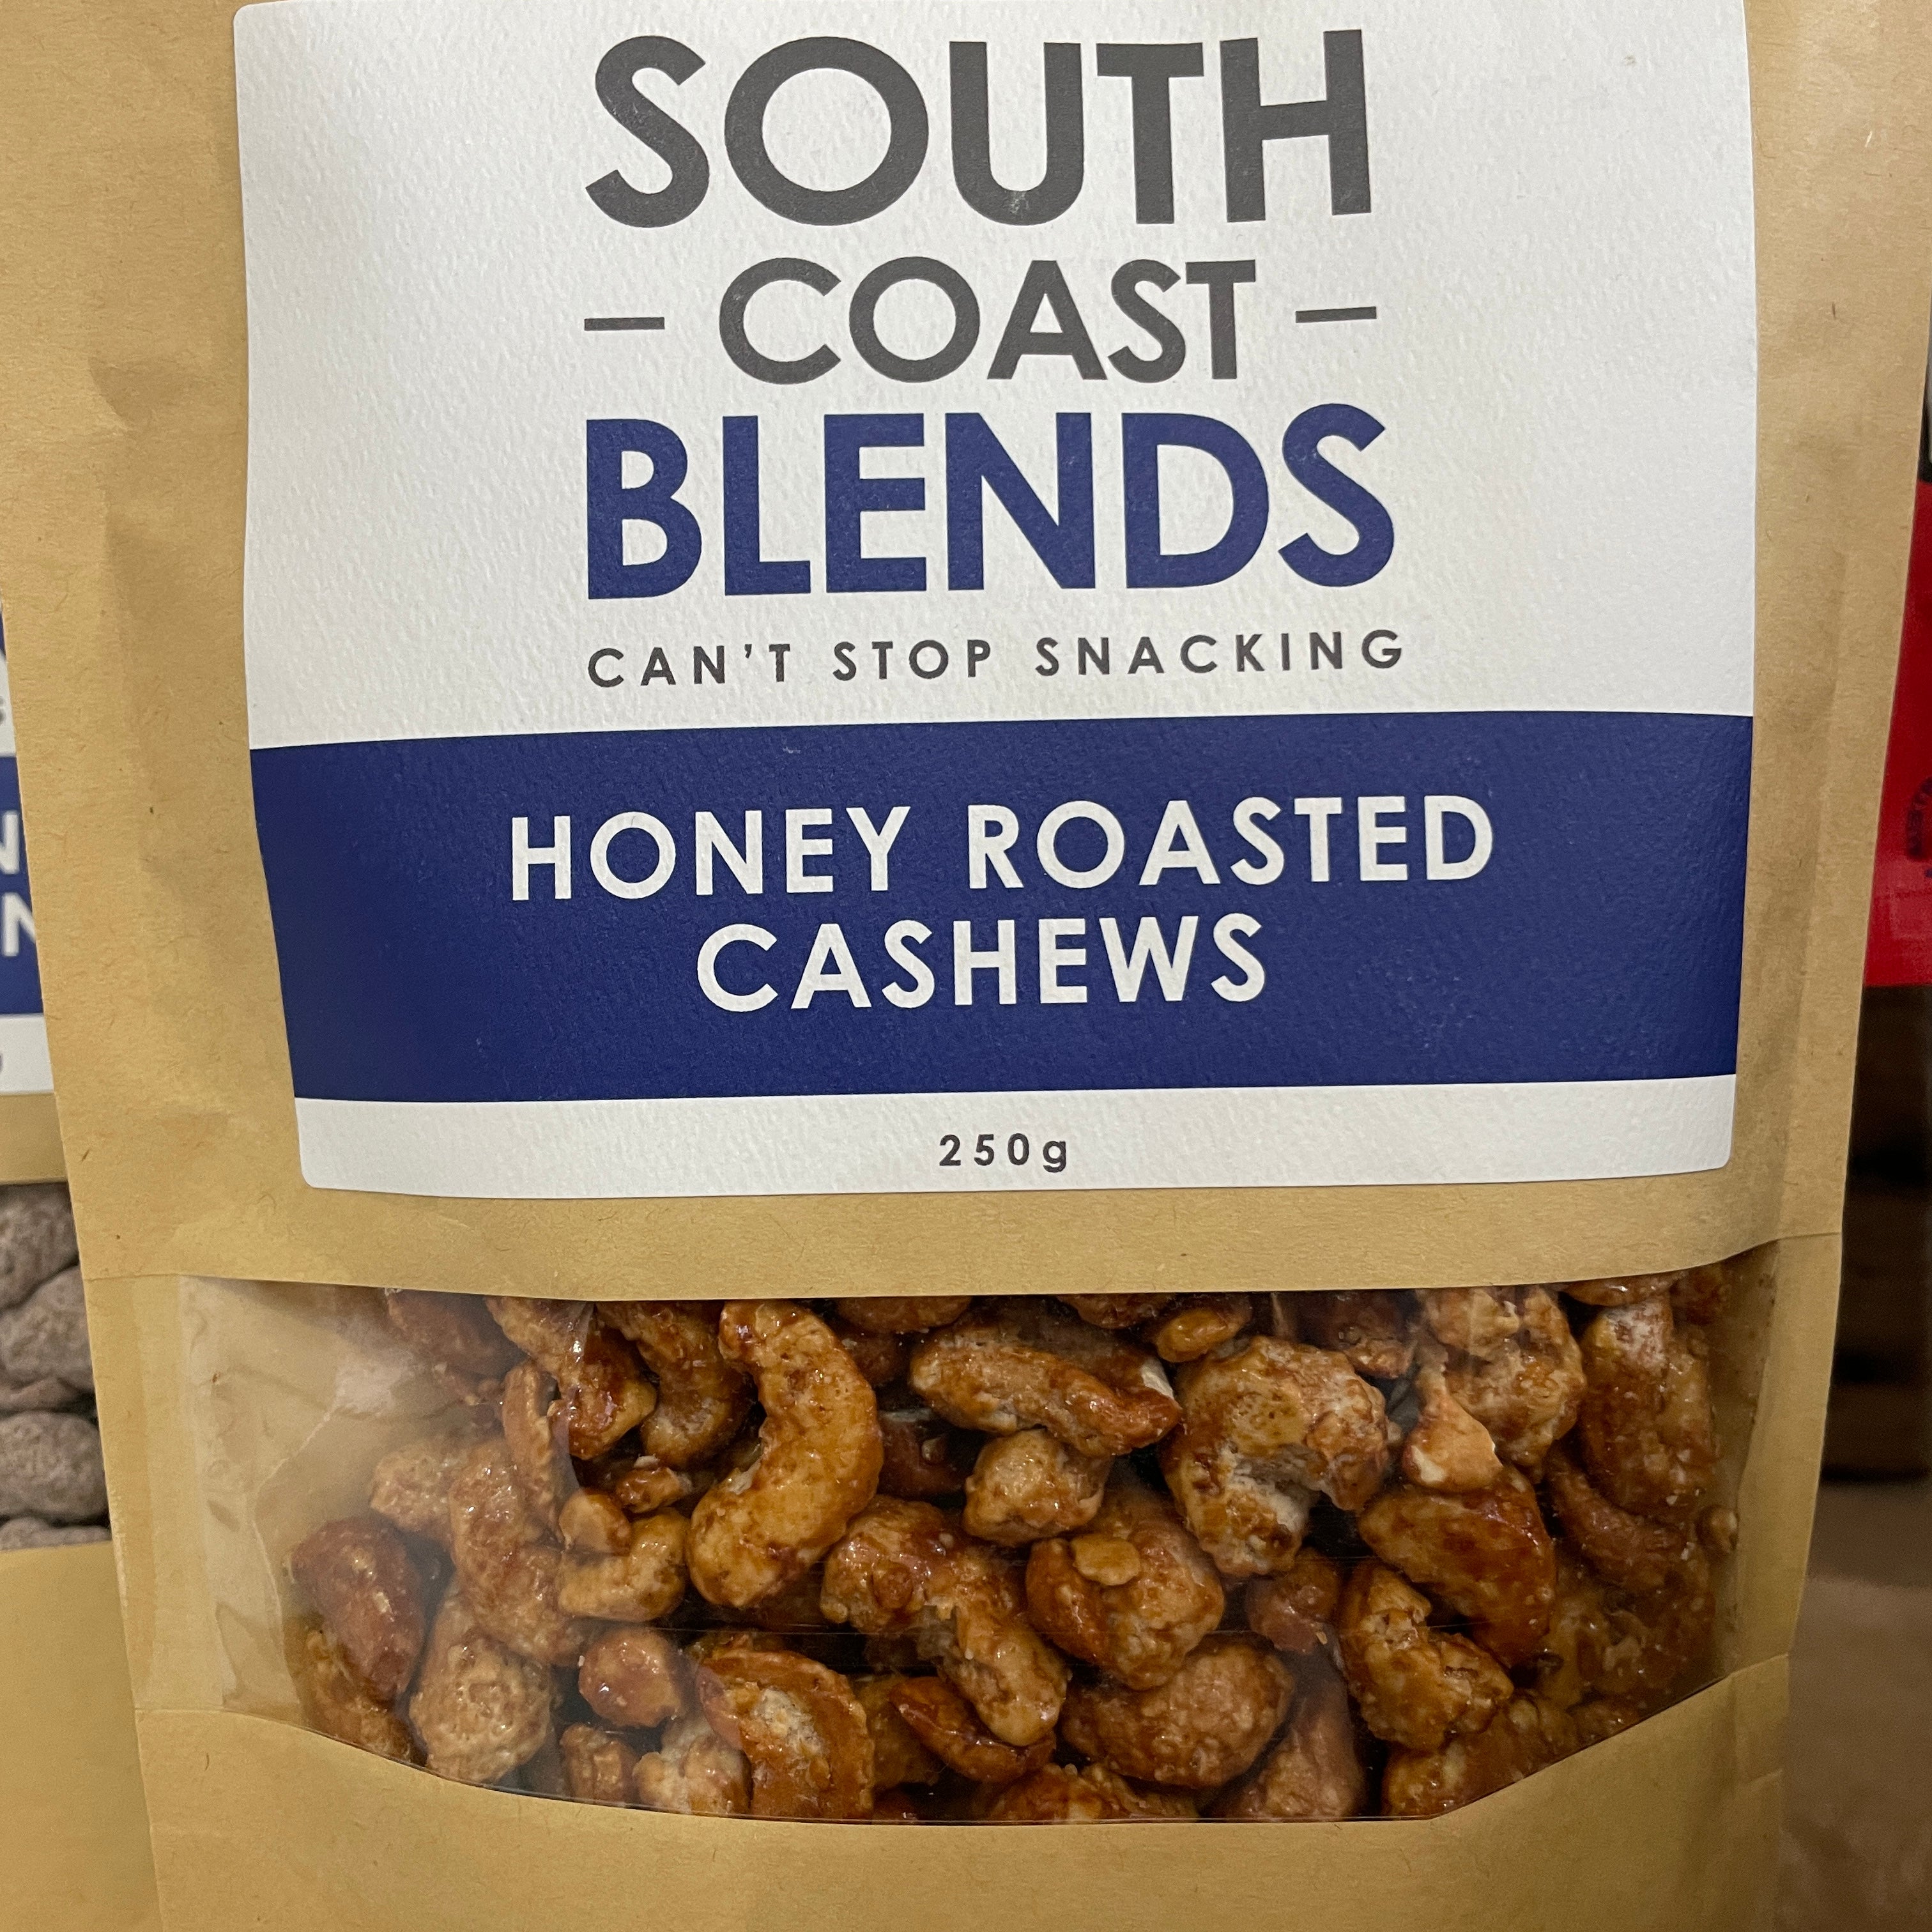 SOUTH
– COAST –
BLENDS
CAN'T STOP SNACKING
HONEY ROASTED
CASHEWS
250g